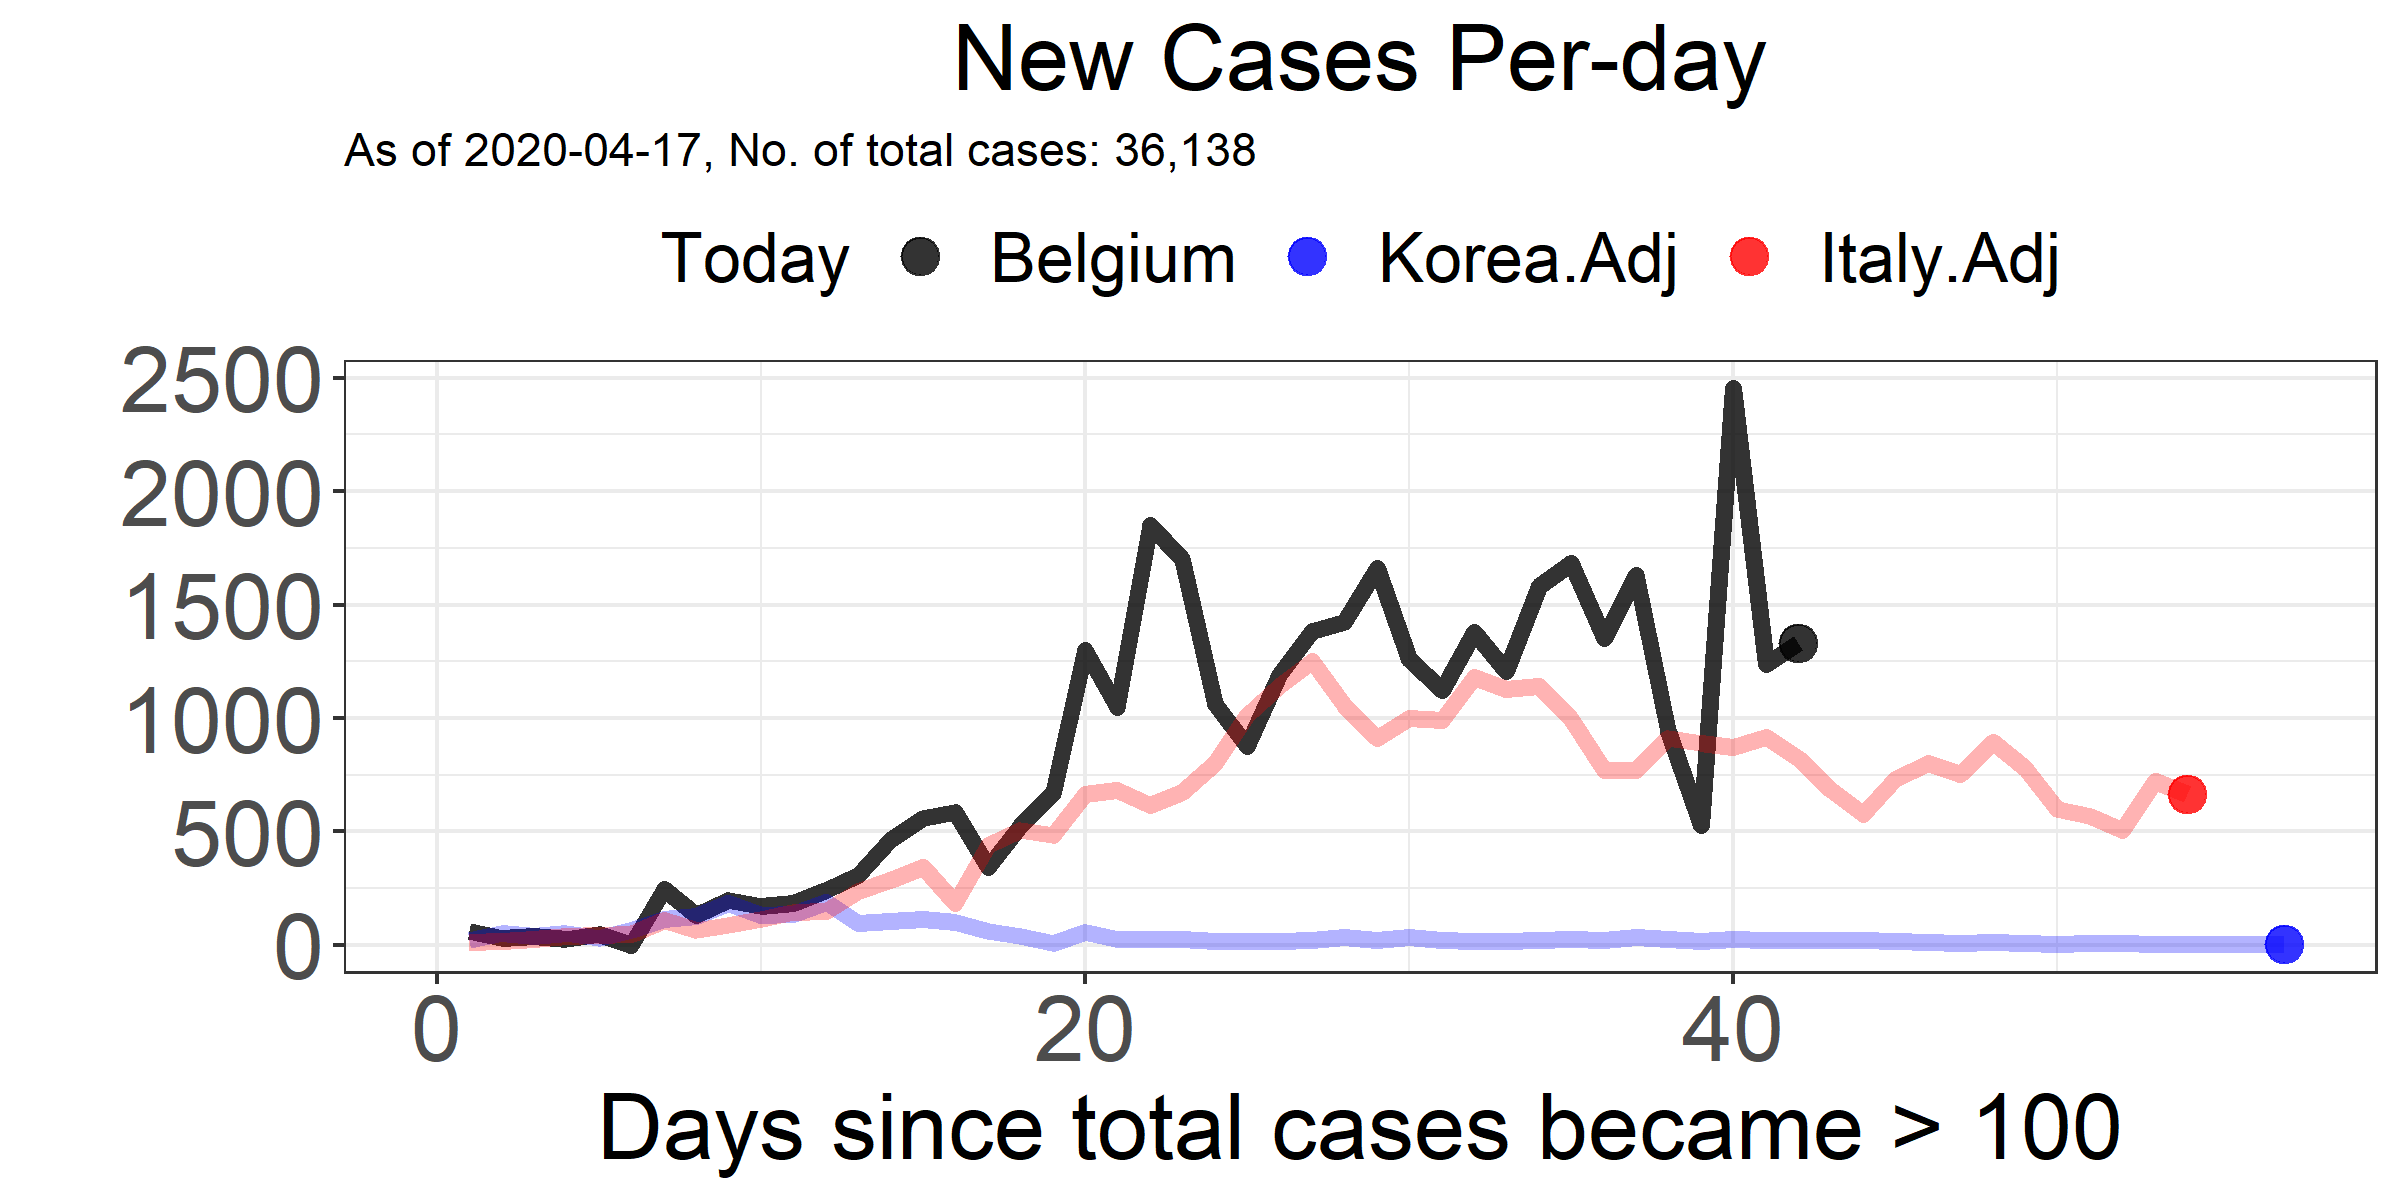 New Cases Per-day
As of 2020-04-17, No. of total cases: 36,138
Today Belgium Korea.Adj Italy.Adj
2500
2000
1500
1000
500
0
0 20 40
Days since total cases became > 100